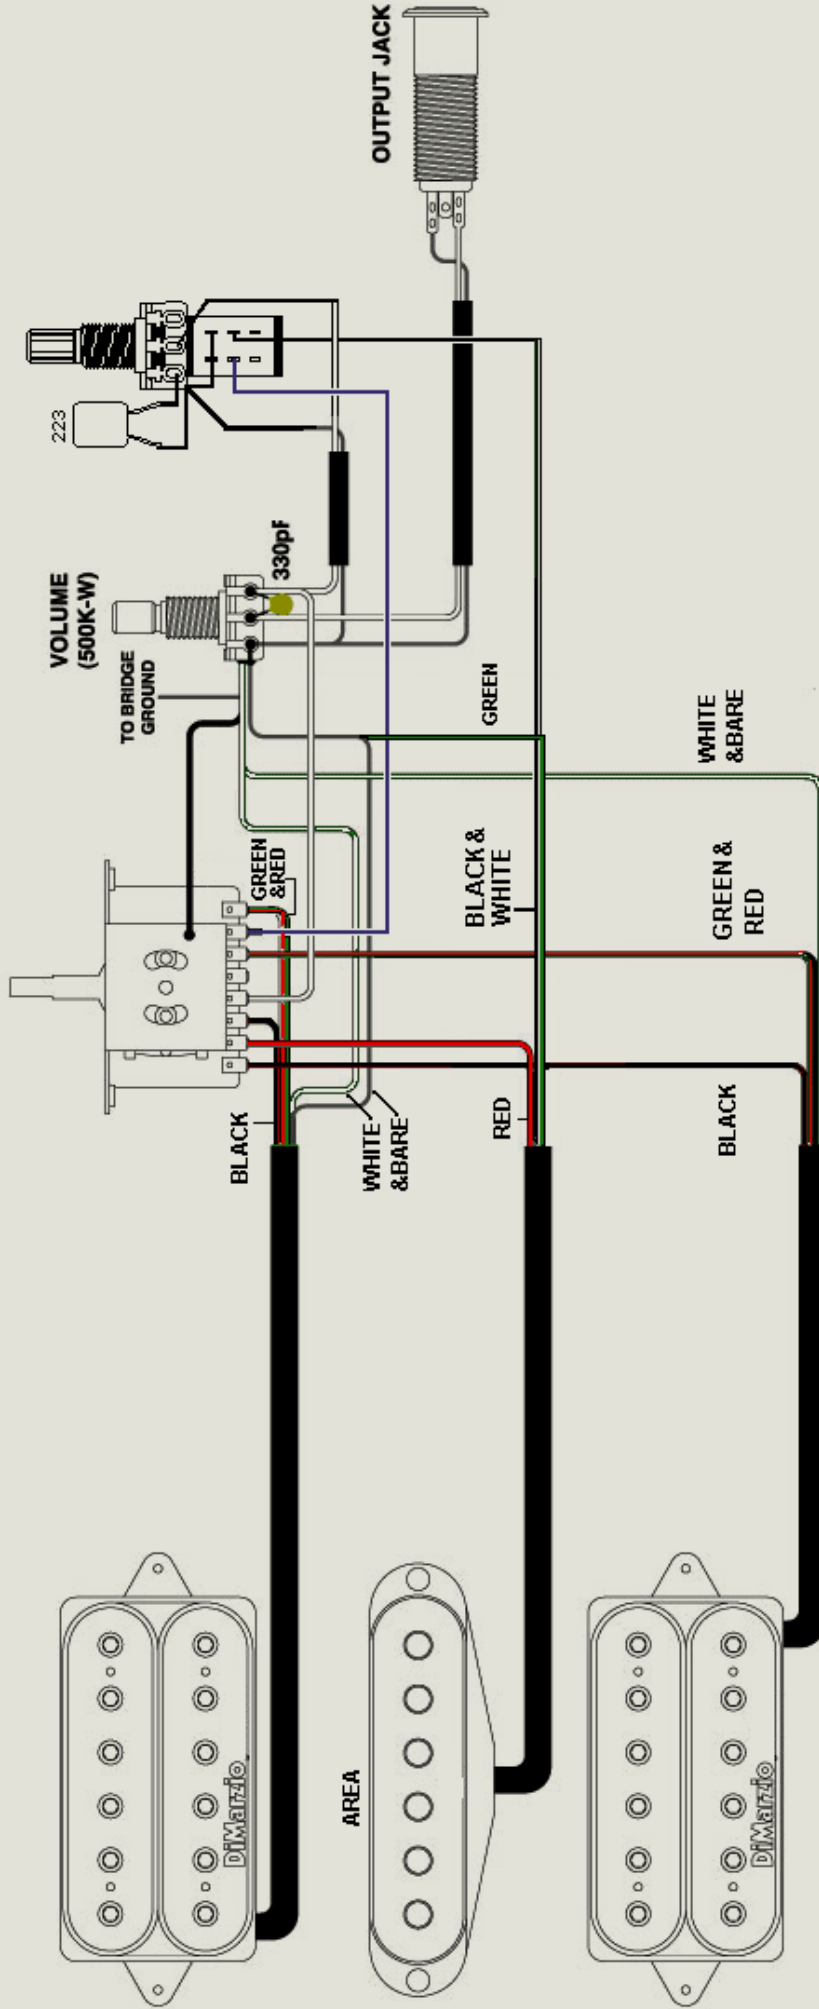 OUTPUT JACK
223
VOLUME
(500K-W)
330pF
TO BRIDGE
GROUND
GREEN
WHITE
&BARE
GREEN
&RED
BLACK &
WHITE
GREEN &
RED
BLACK
WHITE
&BARE
RED
BLACK
AREA
DiMarzio
DiMarzio